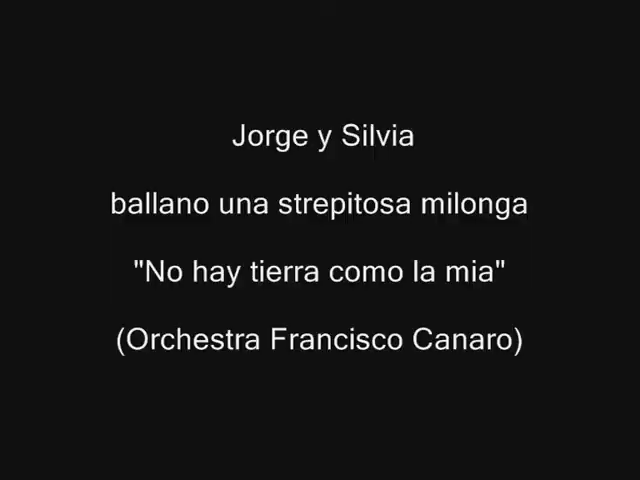 Jorge y Silvia
ballano una strepitosa milonga
"No hay tierra como la mia"
(Orchestra Francisco Canaro)